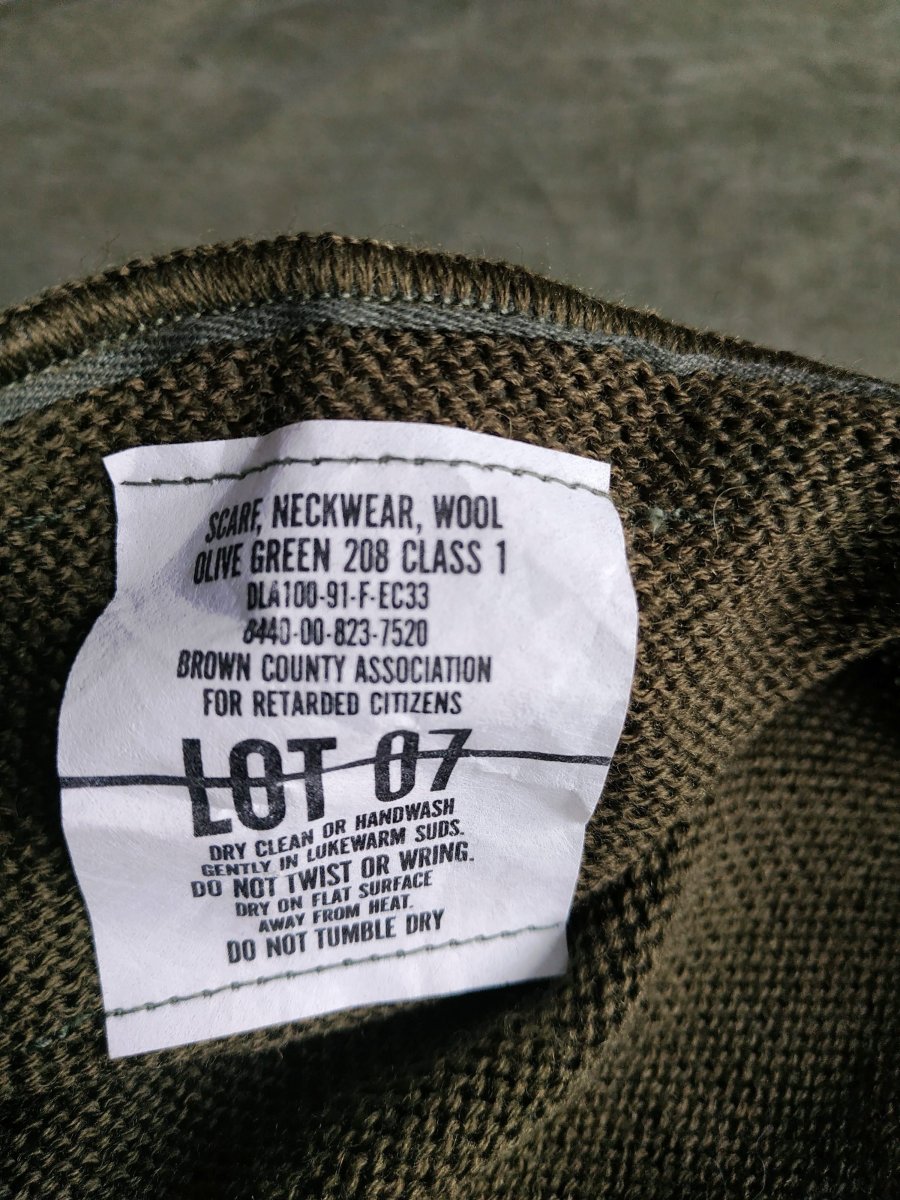 SCARF, NECKWEAR, WOOL
OLIVE GREEN 208 CLASS 1
DLA100-91-F-EC33
8440-00-823-7520
BROWN COUNTY ASSOCIATION
FOR RETARDED CITIZENS
LOT 07
DRY CLEAN OR HANDWASH
GENTLY IN LUKEWARM SUDS.
DO NOT TWIST OR WRING.
DRY ON FLAT SURFACE
AWAY FROM HEAT.
DO NOT TUMBLE DRY